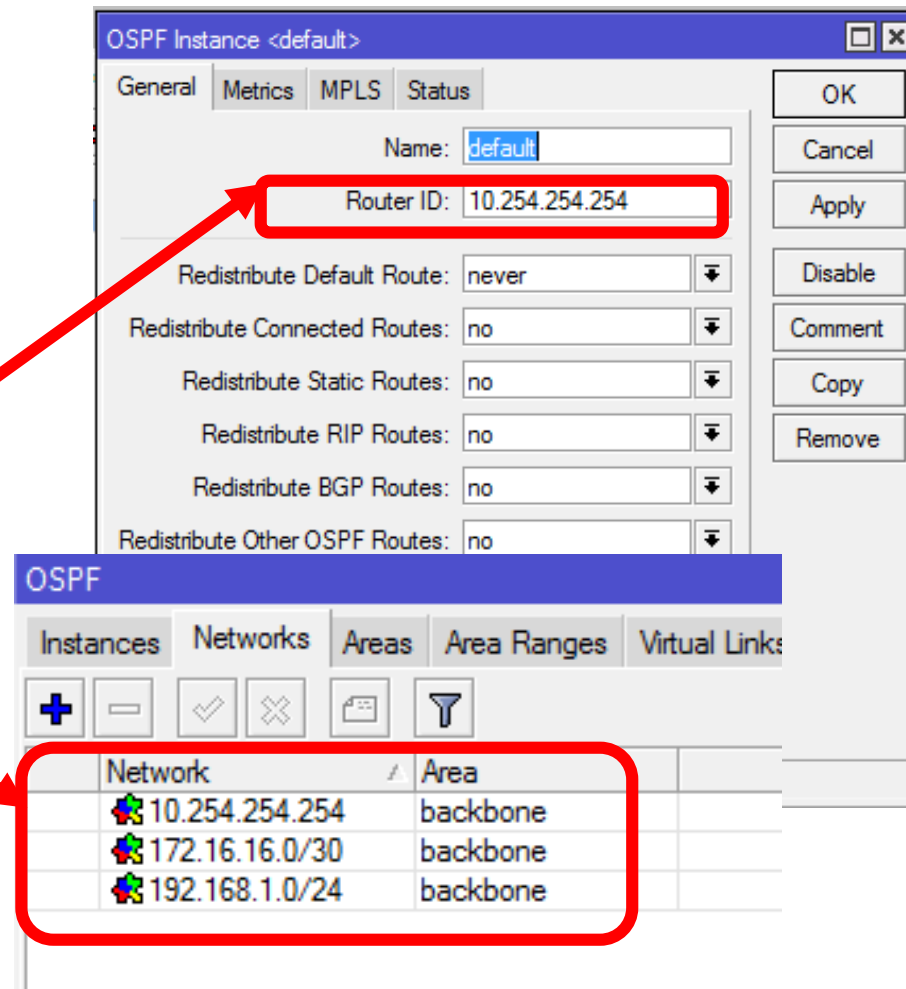 OSPF Instance <default>
General Metrics MPLS Status
OK
Name: default
Cancel
Router ID: 10.254.254.254
Apply
Redistribute Default Route: never
Disable
Redistribute Connected Routes: no
Comment
Redistribute Static Routes: no
Copy
Redistribute RIP Routes: no
Remove
Redistribute BGP Routes: no
Redistribute Other OSPF Routes: no
OSPF
Instances Networks Areas Area Ranges Virtual Links
Network Area
10.254.254.254 backbone
172.16.16.0/30 backbone
192.168.1.0/24 backbone